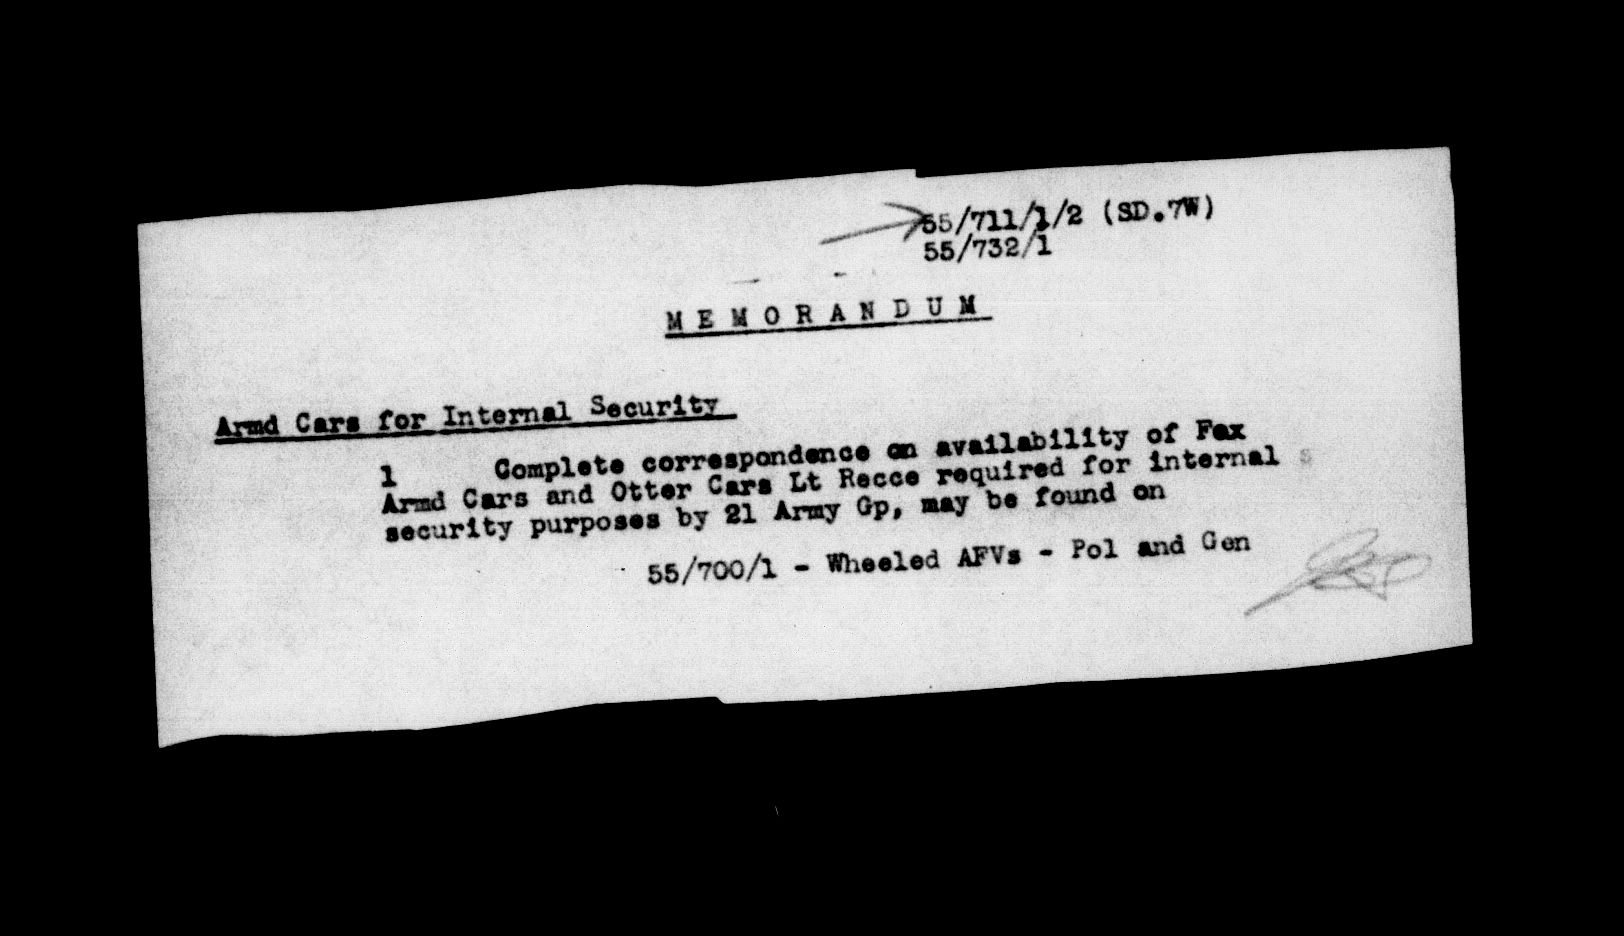 55/711/1/2 (SD.7W)
55/732/1
MEMORANDUM
Armd Cars for Internal Security
1 Complete correspondence on availability of Fox
Armd Cars and Otter Cars Lt Recce required for internal s
security purposes by 21 Army Gp, may be found on
55/700/1 - Wheeled AFVs - Pol and Gen